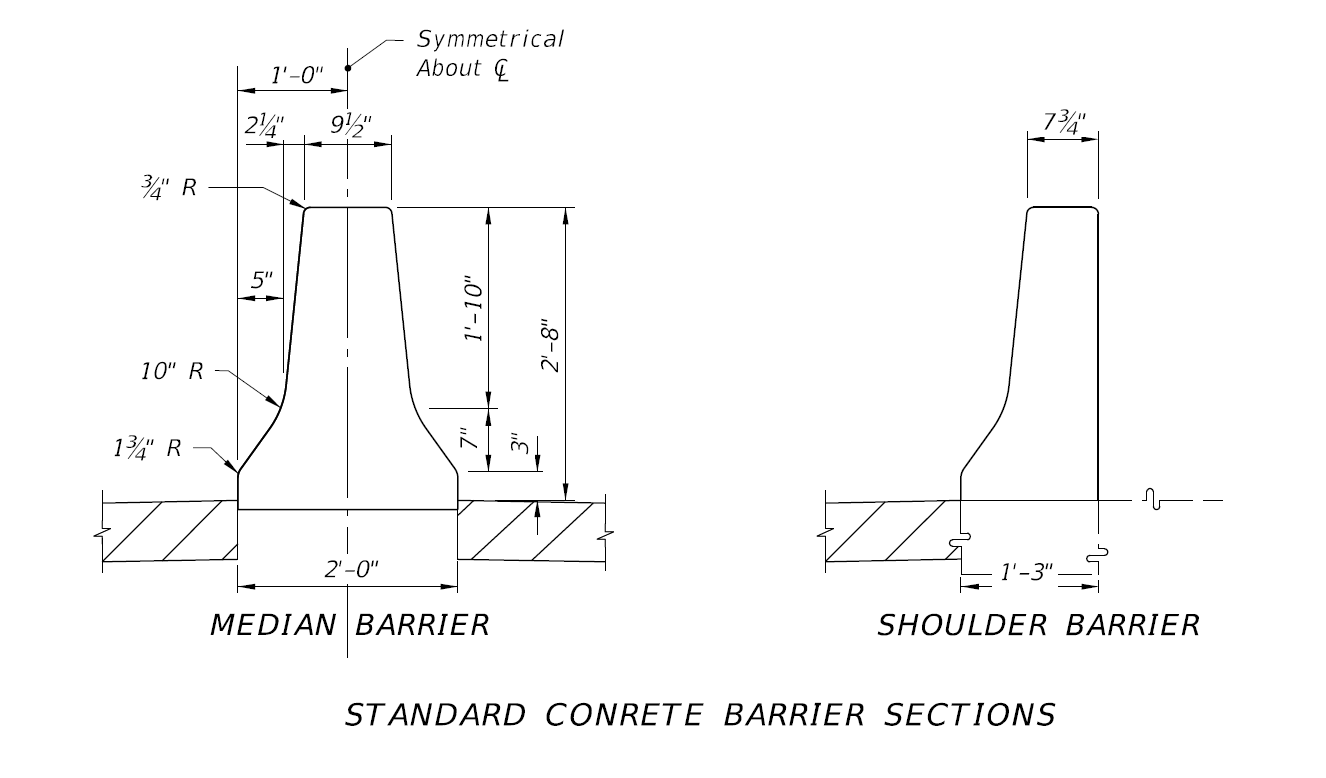 Symmetrical
About ℄
1'-0"
2¼"
9½"
7¾"
¾" R
5"
1'-10"
2'-8"
10" R
7"
3"
1¾" R
2'-0"
1'-3"
MEDIAN BARRIER
SHOULDER BARRIER
STANDARD CONRETE BARRIER SECTIONS